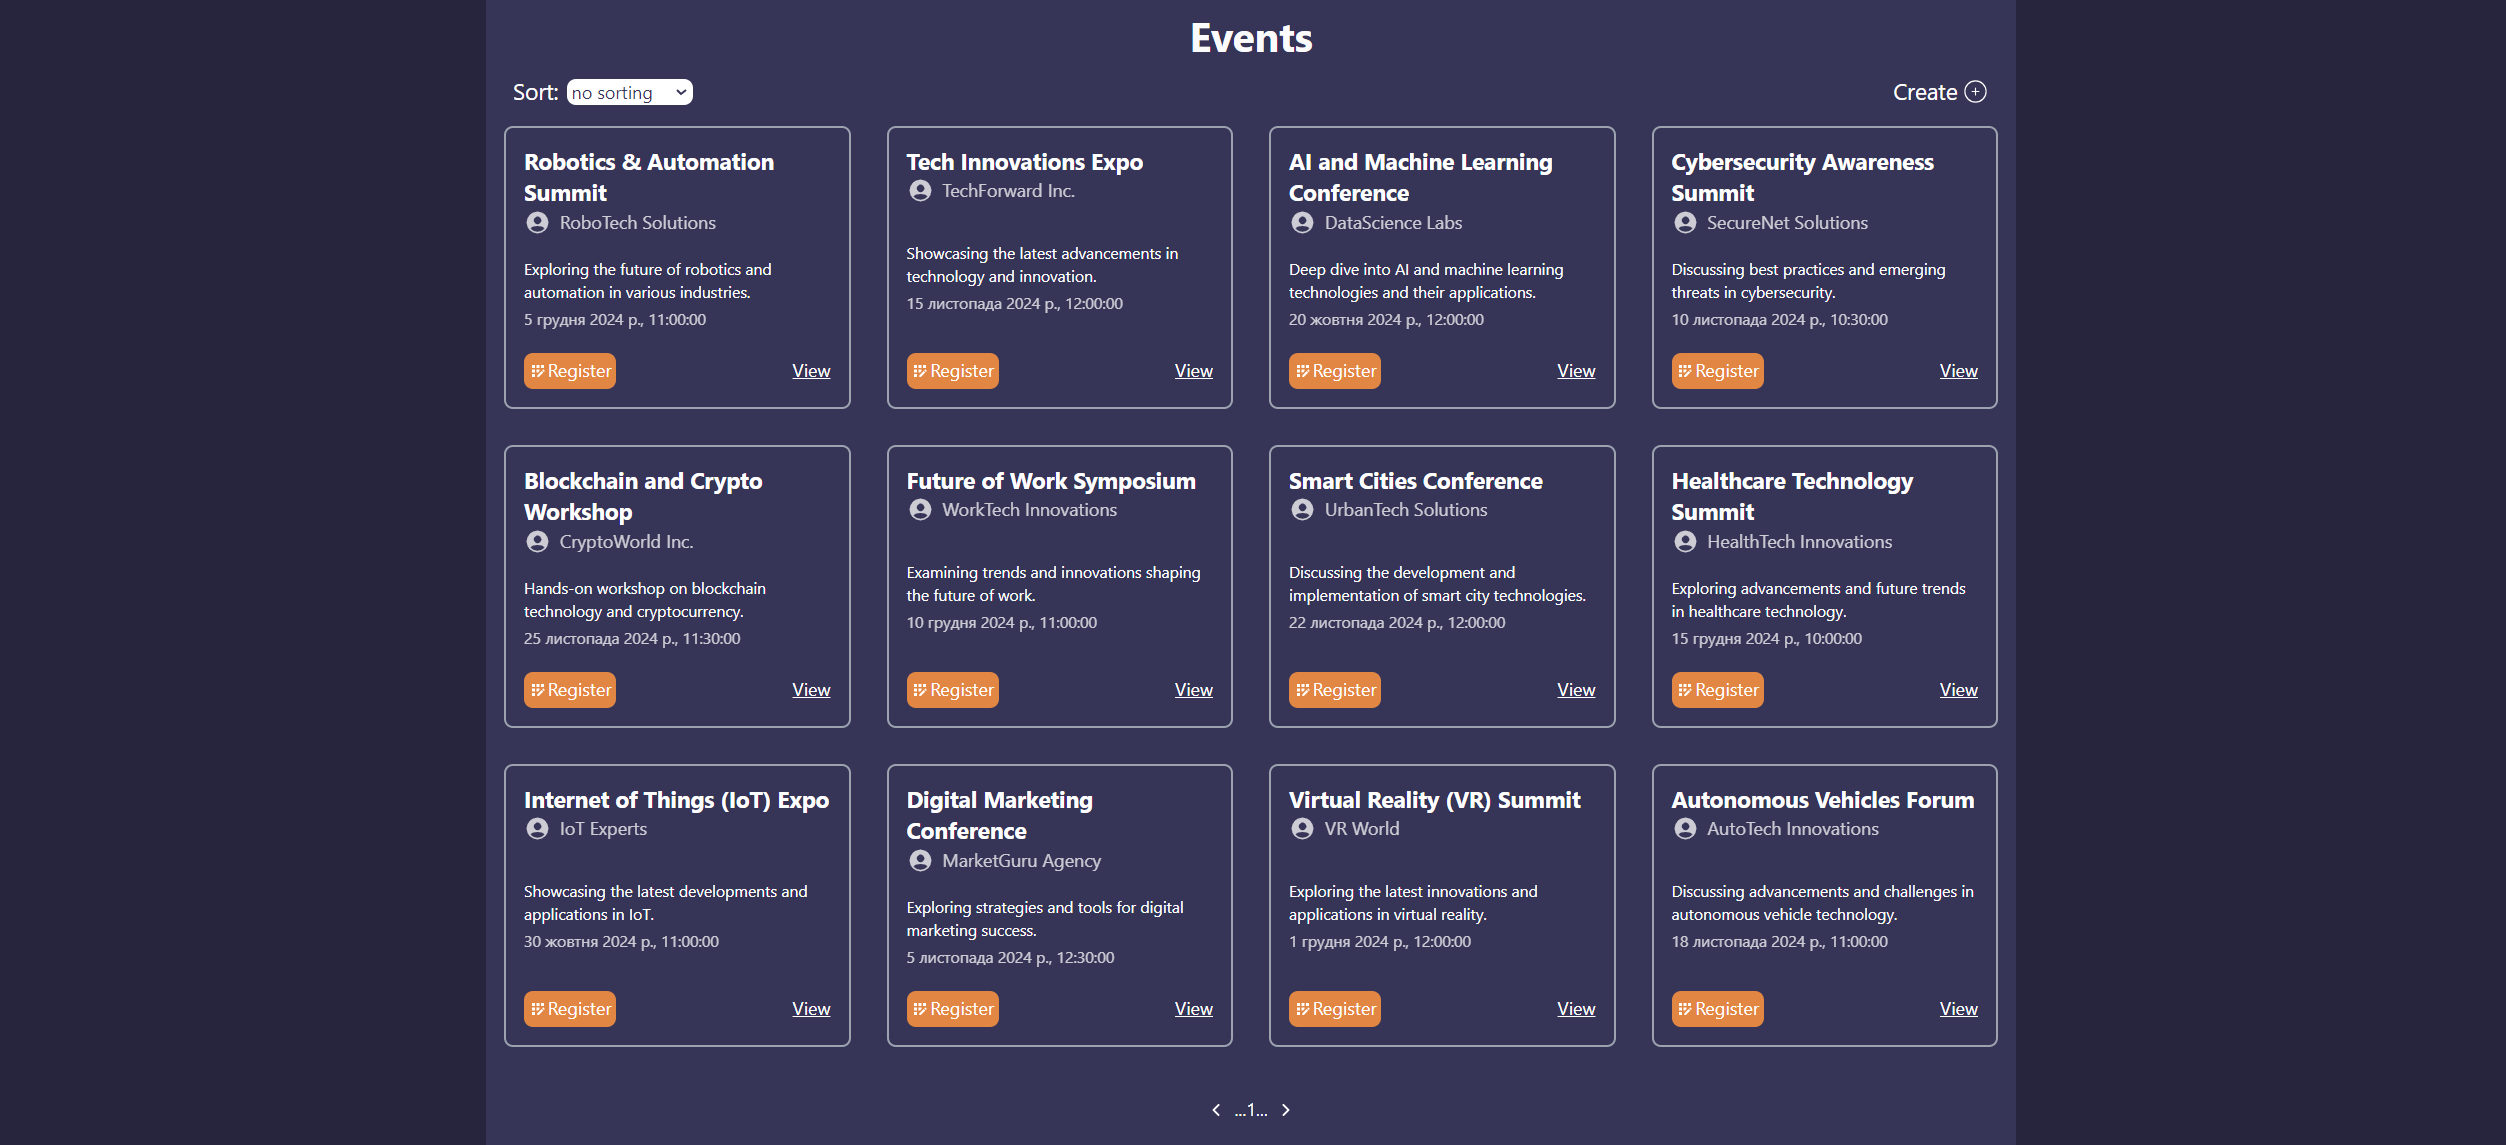 Events
Sort: no sorting
Create
Robotics & Automation
Summit
RoboTech Solutions
Exploring the future of robotics and
automation in various industries.
5 грудня 2024 р., 11:00:00
Register
View
Tech Innovations Expo
TechForward Inc.
Showcasing the latest advancements in
technology and innovation.
15 листопада 2024 р., 12:00:00
Register
View
AI and Machine Learning
Conference
DataScience Labs
Deep dive into AI and machine learning
technologies and their applications.
20 жовтня 2024 р., 12:00:00
Register
View
Cybersecurity Awareness
Summit
SecureNet Solutions
Discussing best practices and emerging
threats in cybersecurity.
10 листопада 2024 р., 10:30:00
Register
View
Blockchain and Crypto
Workshop
CryptoWorld Inc.
Hands-on workshop on blockchain
technology and cryptocurrency.
25 листопада 2024 р., 11:30:00
Register
View
Future of Work Symposium
WorkTech Innovations
Examining trends and innovations shaping
the future of work.
10 грудня 2024 р., 11:00:00
Register
View
Smart Cities Conference
UrbanTech Solutions
Discussing the development and
implementation of smart city technologies.
22 листопада 2024 р., 12:00:00
Register
View
Healthcare Technology
Summit
HealthTech Innovations
Exploring advancements and future trends
in healthcare technology.
15 грудня 2024 р., 10:00:00
Register
View
Internet of Things (IoT) Expo
IoT Experts
Showcasing the latest developments and
applications in IoT.
30 жовтня 2024 р., 11:00:00
Register
View
Digital Marketing
Conference
MarketGuru Agency
Exploring strategies and tools for digital
marketing success.
5 листопада 2024 р., 12:30:00
Register
View
Virtual Reality (VR) Summit
VR World
Exploring the latest innovations and
applications in virtual reality.
1 грудня 2024 р., 12:00:00
Register
View
Autonomous Vehicles Forum
AutoTech Innovations
Discussing advancements and challenges in
autonomous vehicle technology.
18 листопада 2024 р., 11:00:00
Register
View
...1...